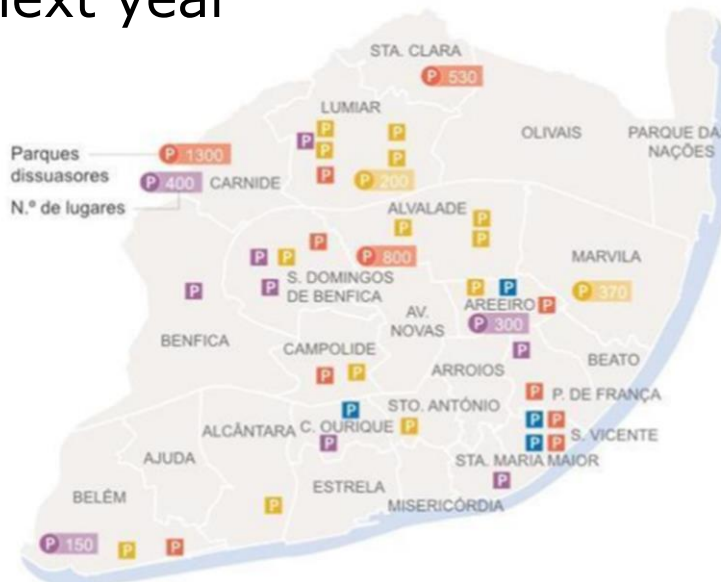 next year
STA. CLARA
P 530
LUMIAR
P
P
P
P
P
OLIVAIS
PARQUE DA
NAÇÕES
Parques
dissuasores
P 1300
P
P 200
P 400
CARNIDE
N.º de lugares
ALVALADE
P
P
P
P
P 800
MARVILA
P
P
P
S. DOMINGOS
DE BENFICA
P
P
P
P 370
AREEIRO
P
AV.
NOVAS
P 300
BENFICA
CAMPOLIDE
P
BEATO
ARROIOS
P
P
P
P. DE FRANÇA
P
STO. ANTÓNIO
P
P
ALCÂNTARA
C. OURIQUE
P
S. VICENTE
P
P
P
AJUDA
STA. MARIA MAIOR
P
ESTRELA
BELÉM
P
MISERICÓRDIA
P 150
P
P